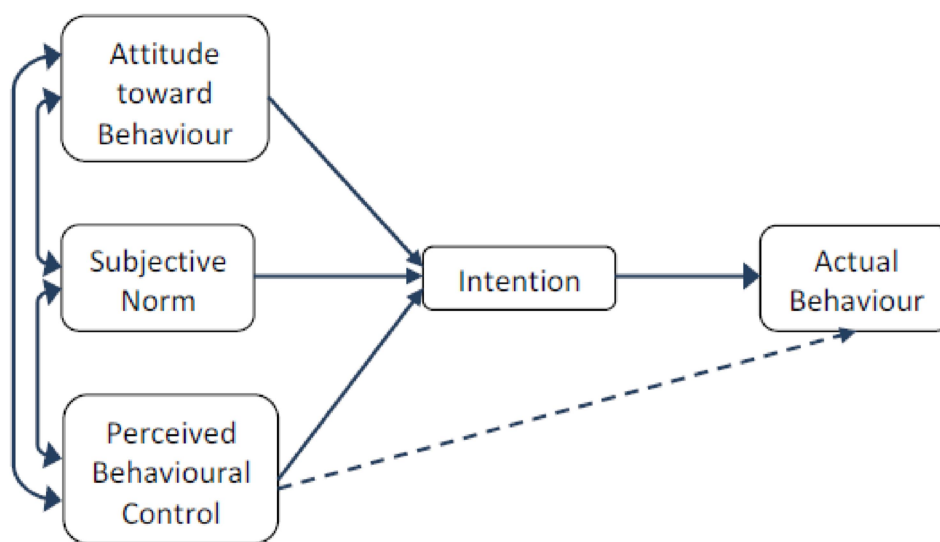 Attitude
toward
Behaviour
Subjective
Norm
Perceived
Behavioural
Control
Intention
Actual
Behaviour